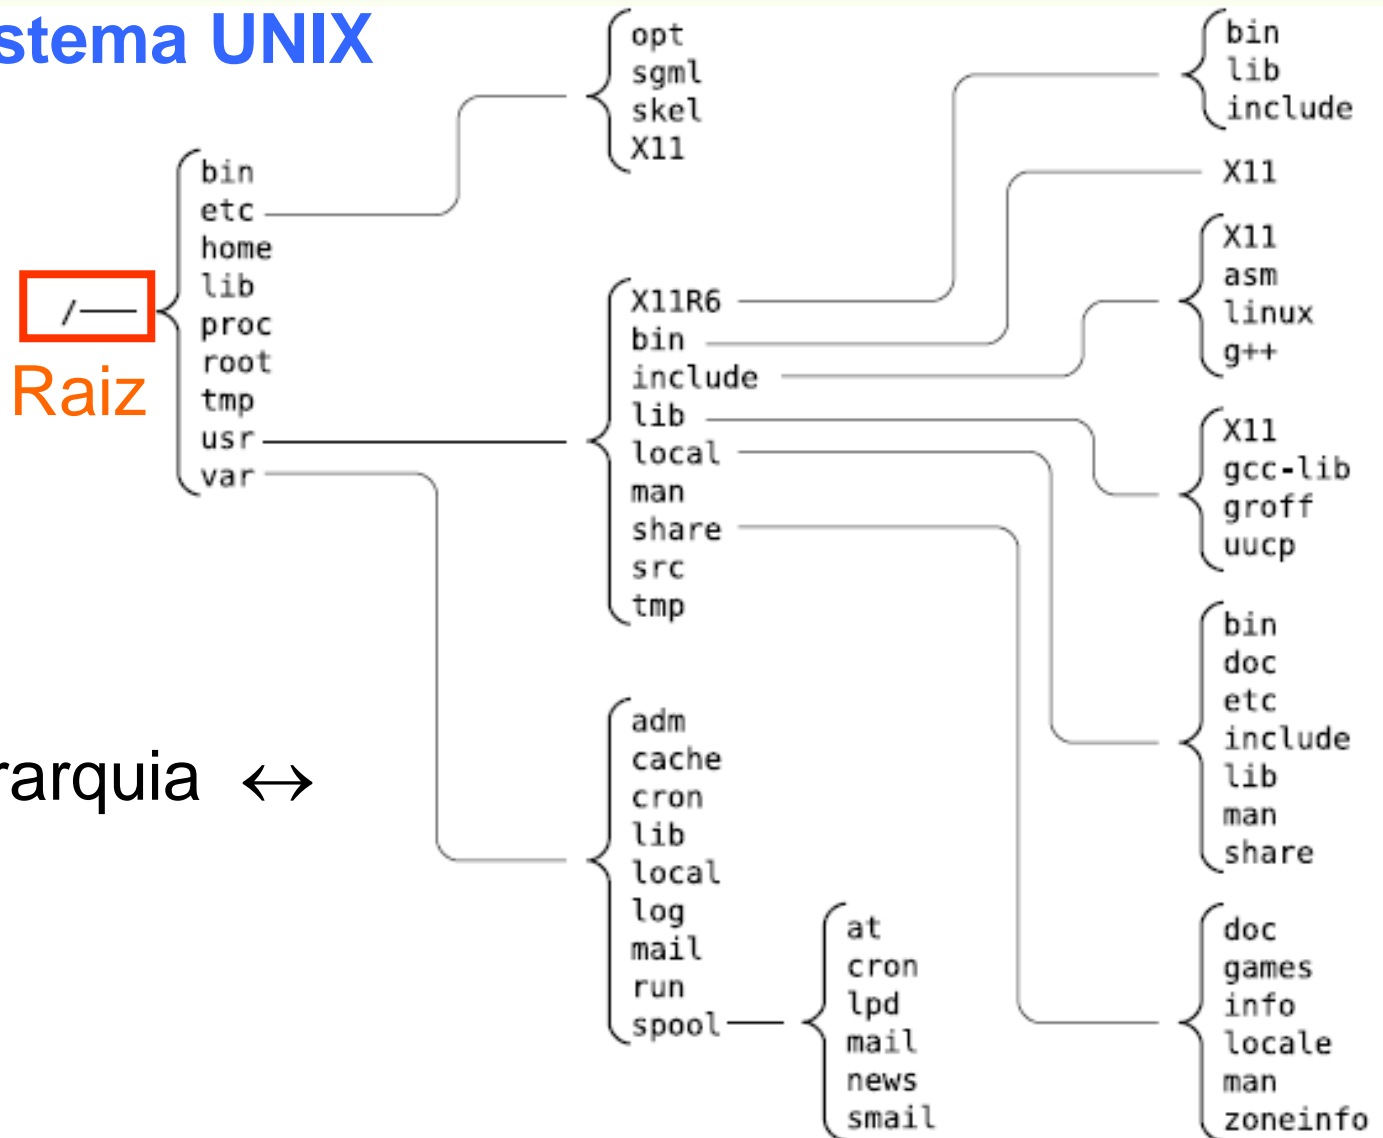 stema UNIX
/
Raiz
bin
etc
home
lib
proc
root
tmp
usr
var
opt
sgml
skel
X11
X11R6
bin
include
lib
local
man
share
src
tmp
adm
cache
cron
lib
local
log
mail
run
spool
at
cron
lpd
mail
news
smail
bin
lib
include
X11
X11
asm
linux
g++
X11
gcc-lib
groff
uucp
bin
doc
etc
include
lib
man
share
doc
games
info
locale
man
zoneinfo
rarquia ↔